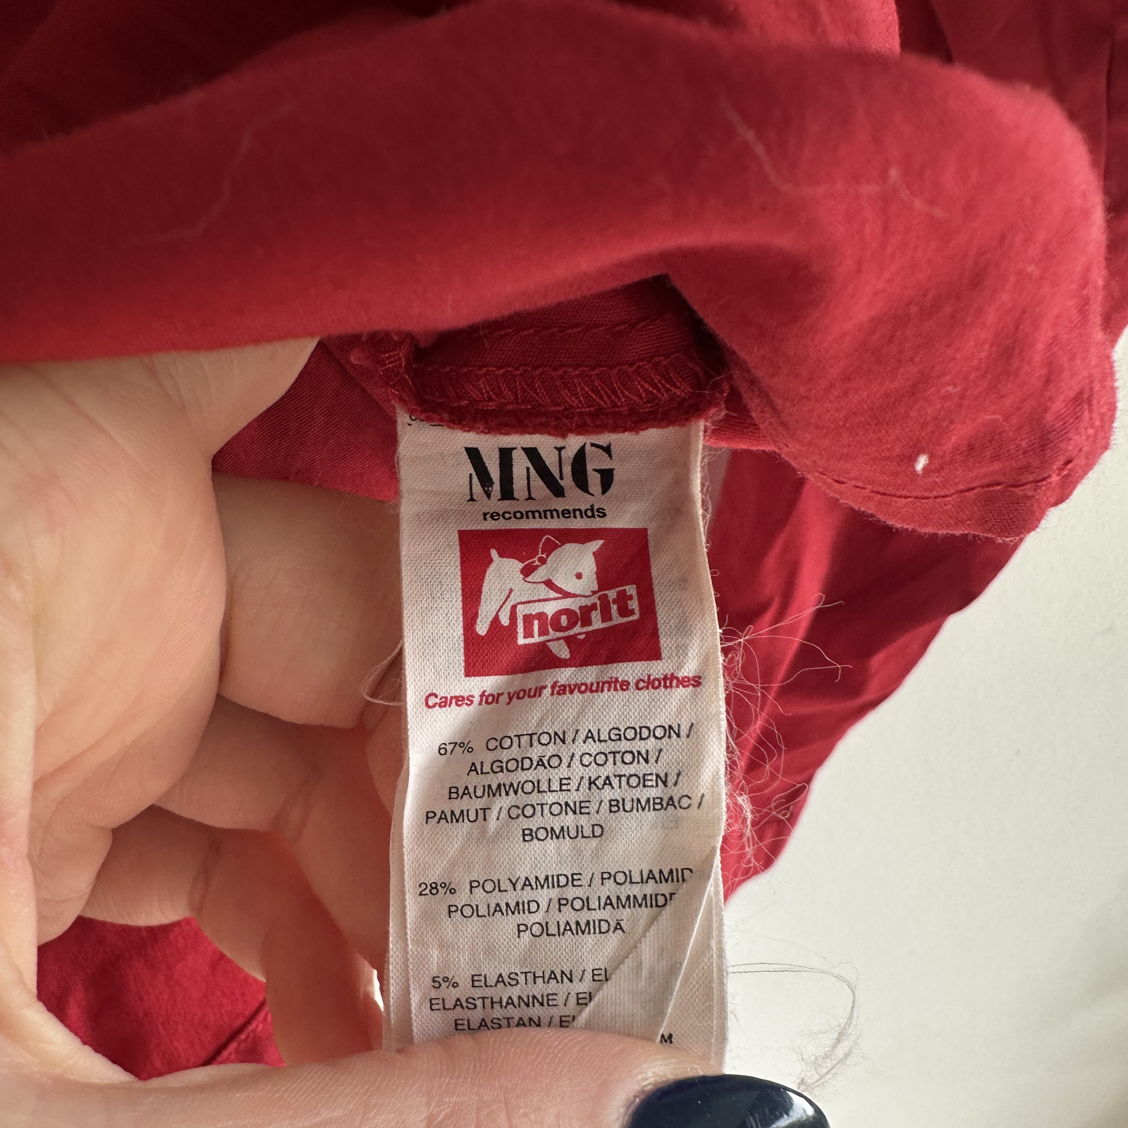 MNG
recommends
norit
Cares for your favourite clothes
67% COTTON / ALGODON /
ALGODÃO / COTON /
BAUMWOLLE / KATOEN /
PAMUT / COTONE / BUMBAC /
BOMULD
28% POLYAMIDE / POLIAMID
POLIAMID / POLIAMMIDE
POLIAMIDĂ
5% ELASTHAN /
ELASTHANNE /
ELASTAN /
M